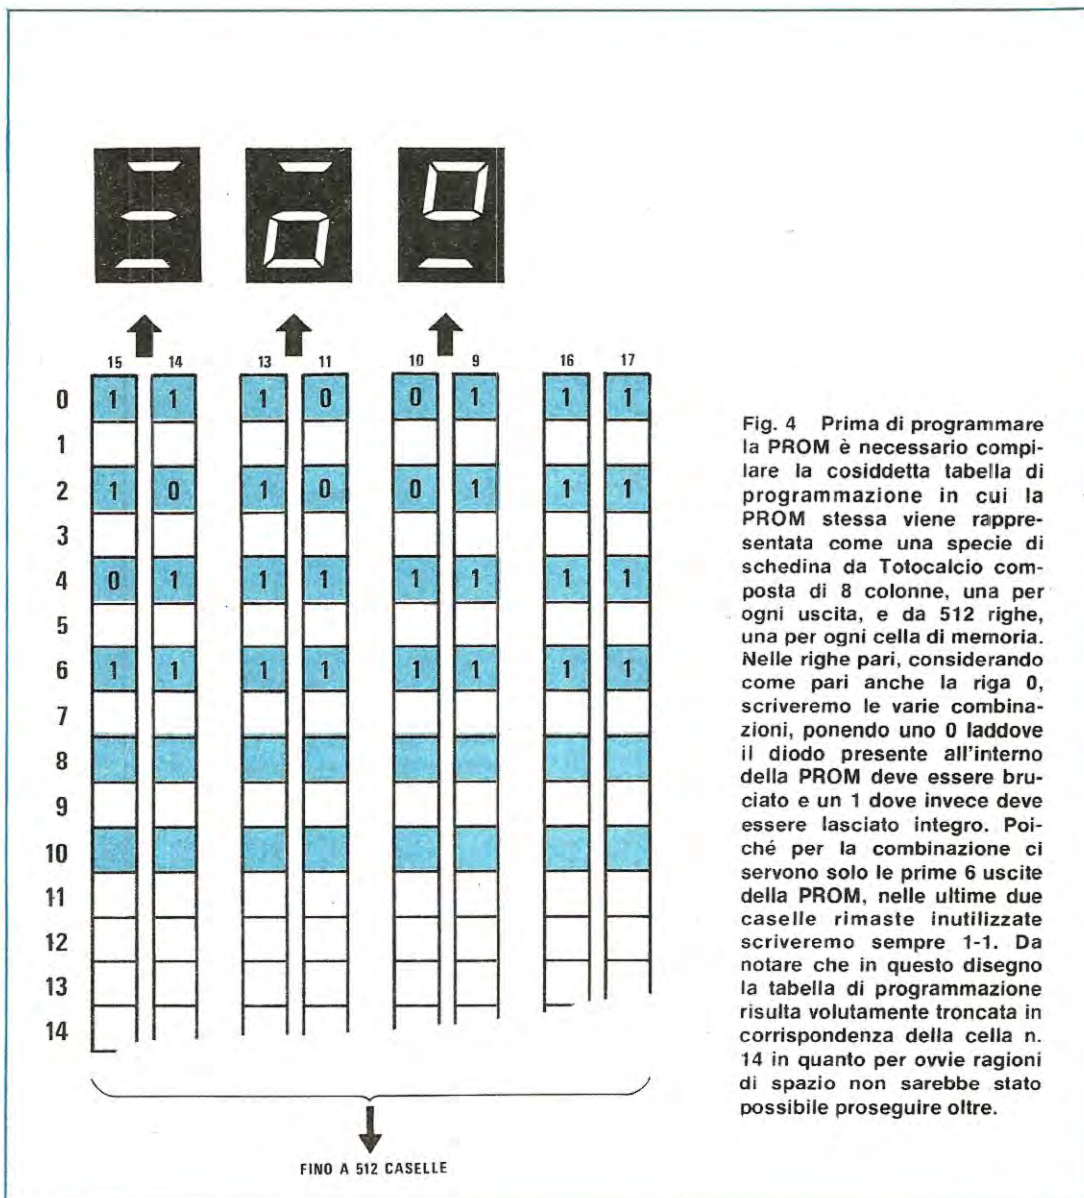 15 14 13 11 10 9 16 17
0 1 1 1 0 0 1 1 1
1
2 1 0 1 0 0 1 1 1
3
4 0 1 1 1 1 1 1 1
5
6 1 1 1 1 1 1 1 1
7
8
9
10
11
12
13
14
FINO A 512 CASELLE
Fig. 4 Prima di programmare
la PROM è necessario compi-
lare la cosiddetta tabella di
programmazione in cui la
PROM stessa viene rappre-
sentata come una specie di
schedina da Totocalcio com-
posta di 8 colonne, una per
ogni uscita, e da 512 righe,
una per ogni cella di memoria.
Nelle righe pari, considerando
come pari anche la riga 0,
scriveremo le varie combina-
zioni, ponendo uno 0 laddove
il diodo presente all'interno
della PROM deve essere bru-
ciato e un 1 dove invece deve
essere lasciato integro. Poi-
ché per la combinazione ci
servono solo le prime 6 uscite
della PROM, nelle ultime due
caselle rimaste inutilizzate
scriveremo sempre 1-1. Da
notare che in questo disegno
la tabella di programmazione
risulta volutamente troncata in
corrispondenza della cella n.
14 in quanto per ovvie ragioni
di spazio non sarebbe stato
possibile proseguire oltre.